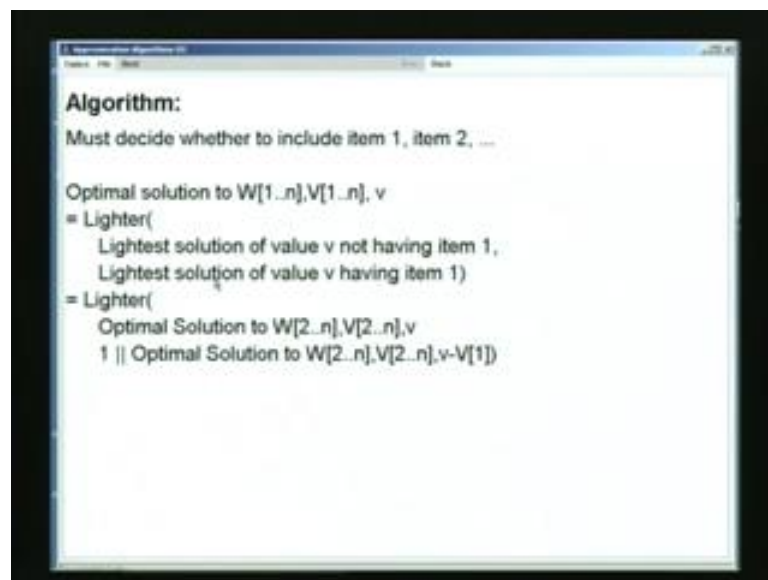 Algorithm:
Must decide whether to include item 1, item 2, ...
Optimal solution to W[1..n],V[1..n], v
= Lighter(
Lightest solution of value v not having item 1,
Lightest solution of value v having item 1)
= Lighter(
Optimal Solution to W[2..n],V[2..n],v
1 || Optimal Solution to W[2..n],V[2..n],v-V[1])